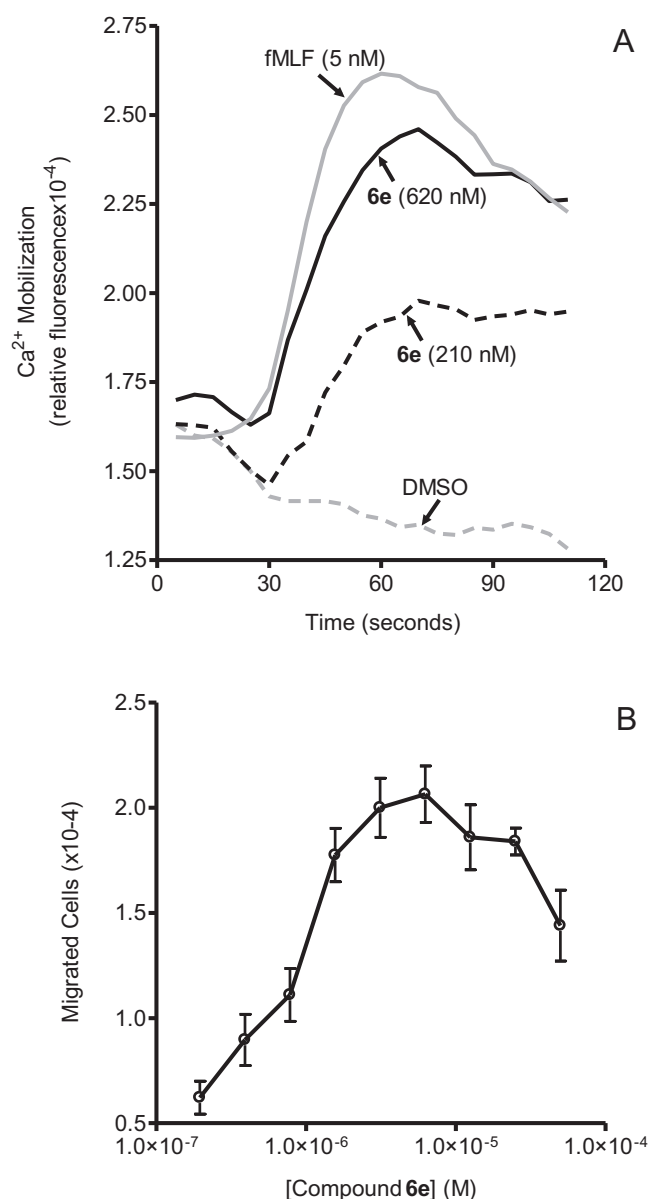 A
2.75
2.50
2.25
2.00
1.75
1.50
1.25
Ca²⁺ Mobilization
(relative fluorescencex10⁻⁴)
fMLF (5 nM)
6e (620 nM)
6e (210 nM)
DMSO
0 30 60 90 120
Time (seconds)
B
2.5
2.0
1.5
1.0
0.5
Migrated Cells (x10-4)
1.0×10⁻⁷ 1.0×10⁻⁶ 1.0×10⁻⁵ 1.0×10⁻⁴
[Compound 6e] (M)